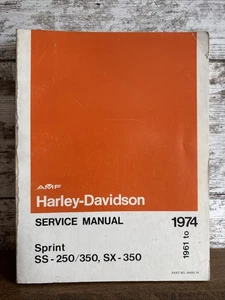 AMF
Harley-Davidson
SERVICE MANUAL
1961 to 1974
Sprint
SS-250/350, SX-350